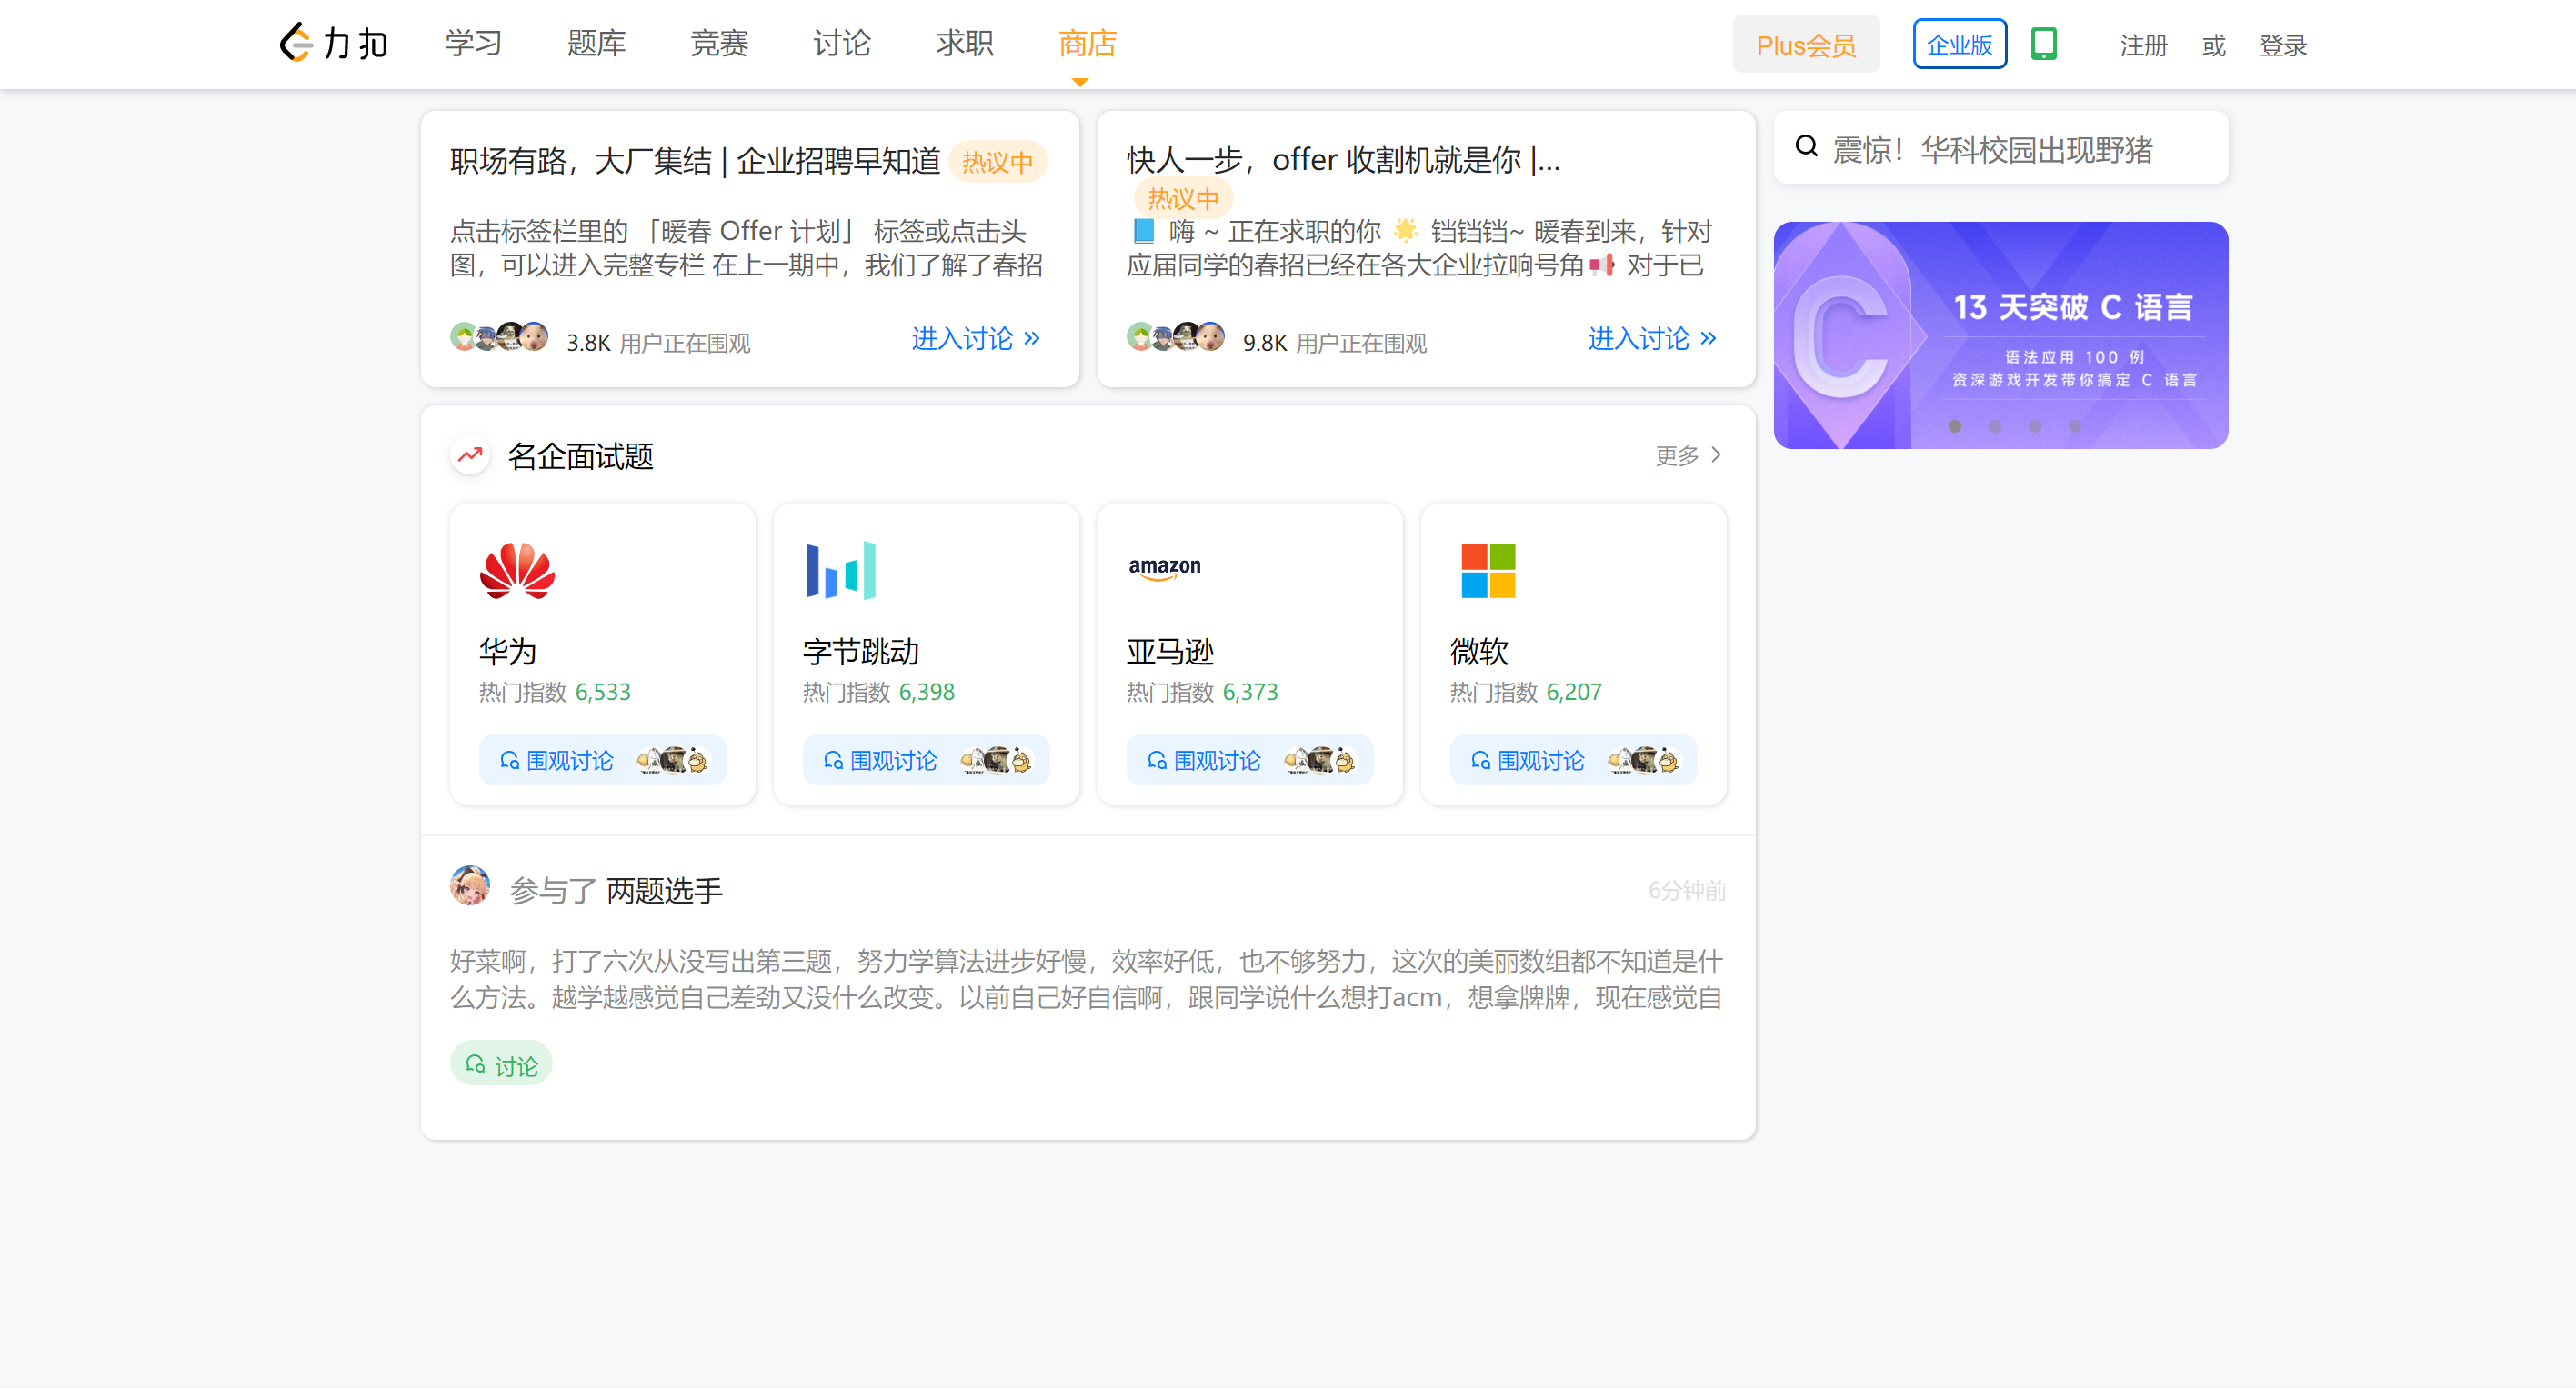 力扣 学习 题库 竞赛 讨论 求职 商店 Plus会员 企业版 注册 或 登录
职场有路，大厂集结 | 企业招聘早知道 热议中
点击标签栏里的 「暖春 Offer 计划」 标签或点击头
图，可以进入完整专栏 在上一期中，我们了解了春招
3.8K 用户正在围观 进入讨论 »
快人一步，offer 收割机就是你 |...
热议中
📘 嗨 ~ 正在求职的你 🌟 铛铛铛~ 暖春到来，针对
应届同学的春招已经在各大企业拉响号角📢 对于已
9.8K 用户正在围观 进入讨论 »
震惊！华科校园出现野猪
C
13 天突破 C 语言
语法应用 100 例
资深游戏开发带你搞定 C 语言
名企面试题 更多 >
华为
热门指数 6,533
围观讨论
字节跳动
热门指数 6,398
围观讨论
amazon
亚马逊
热门指数 6,373
围观讨论
微软
热门指数 6,207
围观讨论
参与了 两题选手 6分钟前
好菜啊，打了六次从没写出第三题，努力学算法进步好慢，效率好低，也不够努力，这次的美丽数组都不知道是什
么方法。越学越感觉自己差劲又没什么改变。以前自己好自信啊，跟同学说什么想打acm，想拿牌牌，现在感觉自
讨论